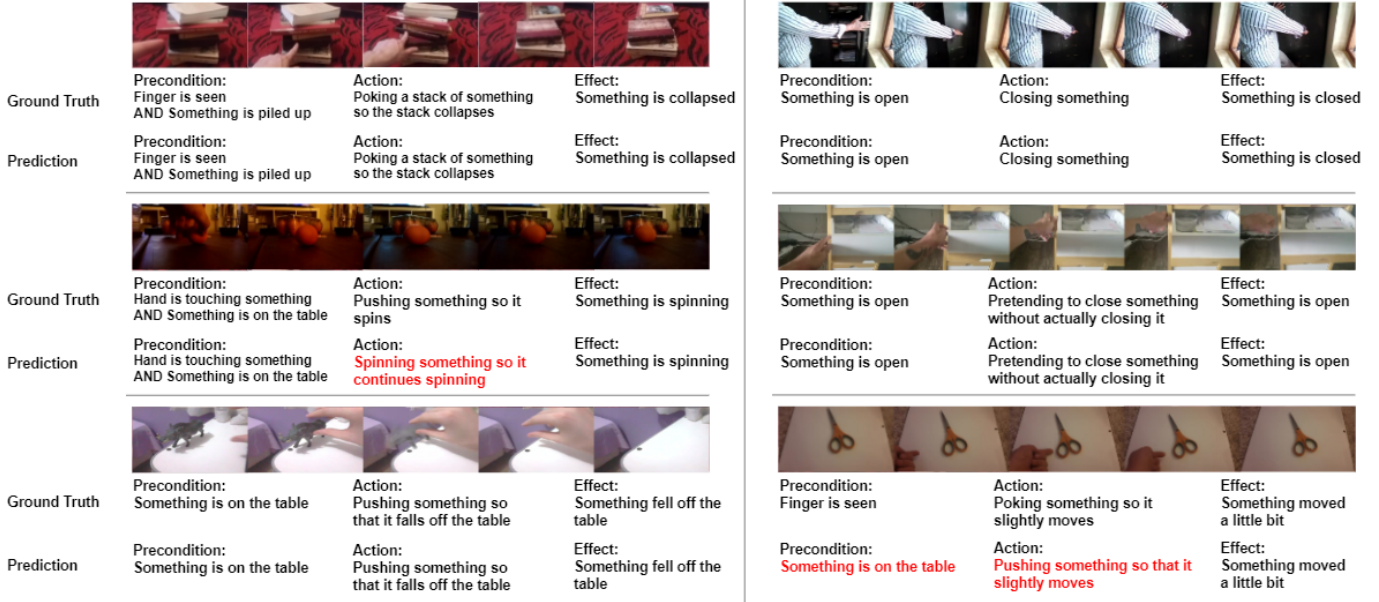 Ground Truth
Precondition:
Finger is seen
AND Something is piled up
Action:
Poking a stack of something
so the stack collapses
Effect:
Something is collapsed
Prediction
Precondition:
Finger is seen
AND Something is piled up
Action:
Poking a stack of something
so the stack collapses
Effect:
Something is collapsed
Ground Truth
Precondition:
Hand is touching something
AND Something is on the table
Action:
Pushing something so it
spins
Effect:
Something is spinning
Prediction
Precondition:
Hand is touching something
AND Something is on the table
Action:
Spinning something so it
continues spinning
Effect:
Something is spinning
Ground Truth
Precondition:
Something is on the table
Action:
Pushing something so
that it falls off the table
Effect:
Something fell off the
table
Prediction
Precondition:
Something is on the table
Action:
Pushing something so
that it falls off the table
Effect:
Something fell off the
table
Precondition:
Something is open
Action:
Closing something
Effect:
Something is closed
Precondition:
Something is open
Action:
Closing something
Effect:
Something is closed
Precondition:
Something is open
Action:
Pretending to close something
without actually closing it
Effect:
Something is open
Precondition:
Something is open
Action:
Pretending to close something
without actually closing it
Effect:
Something is open
Precondition:
Finger is seen
Action:
Poking something so it
slightly moves
Effect:
Something moved
a little bit
Precondition:
Something is on the table
Action:
Pushing something so that it
slightly moves
Effect:
Something moved
a little bit